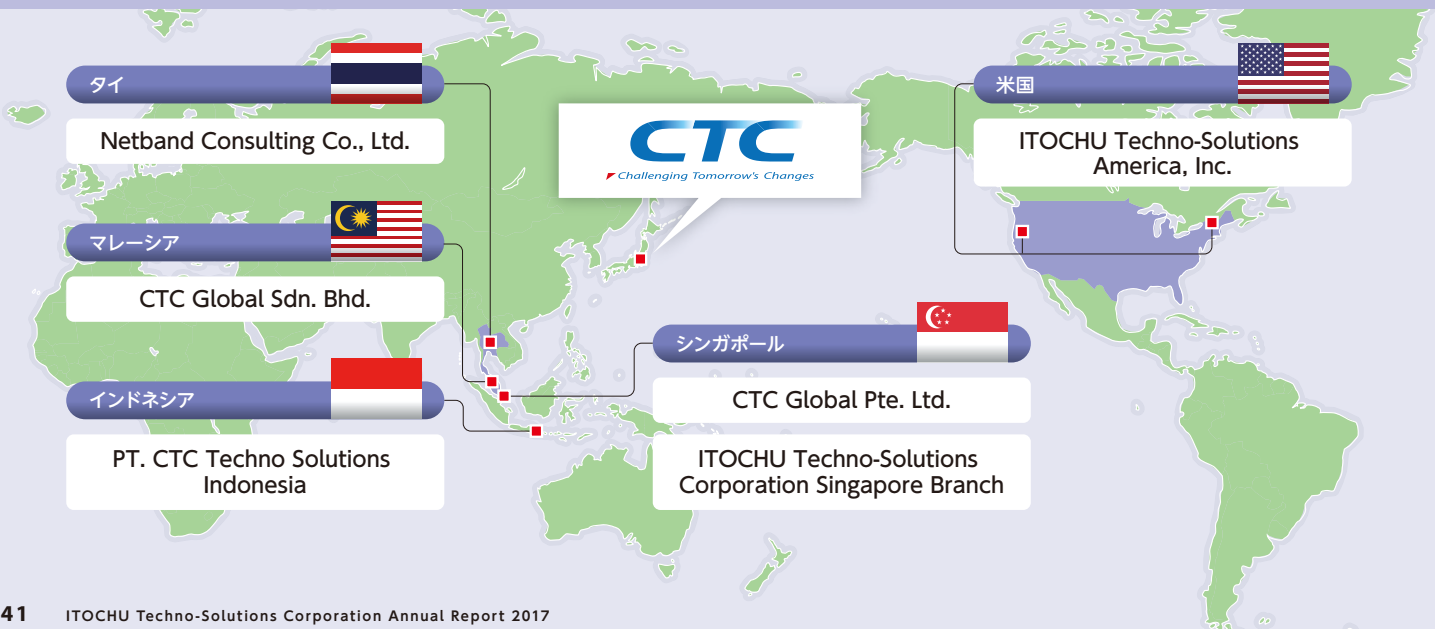 タイ
Netband Consulting Co., Ltd.
マレーシア
CTC Global Sdn. Bhd.
インドネシア
PT. CTC Techno Solutions
Indonesia
CTC
Challenging Tomorrow's Changes
米国
ITOCHU Techno-Solutions
America, Inc.
シンガポール
CTC Global Pte. Ltd.
ITOCHU Techno-Solutions
Corporation Singapore Branch
41 ITOCHU Techno-Solutions Corporation Annual Report 2017